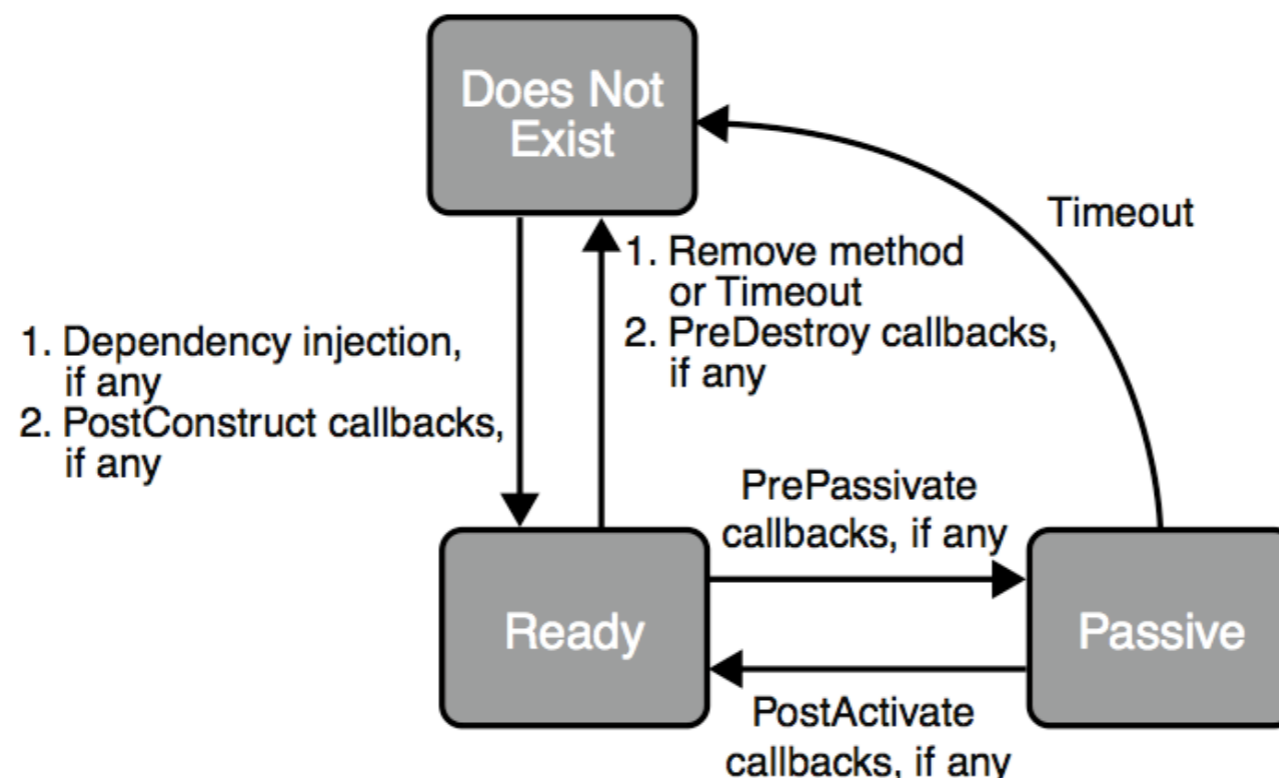 Does Not
Exist
Timeout
1. Remove method
or Timeout
2. PreDestroy callbacks,
if any
1. Dependency injection,
if any
2. PostConstruct callbacks,
if any
PrePassivate
callbacks, if any
Ready
Passive
PostActivate
callbacks, if any